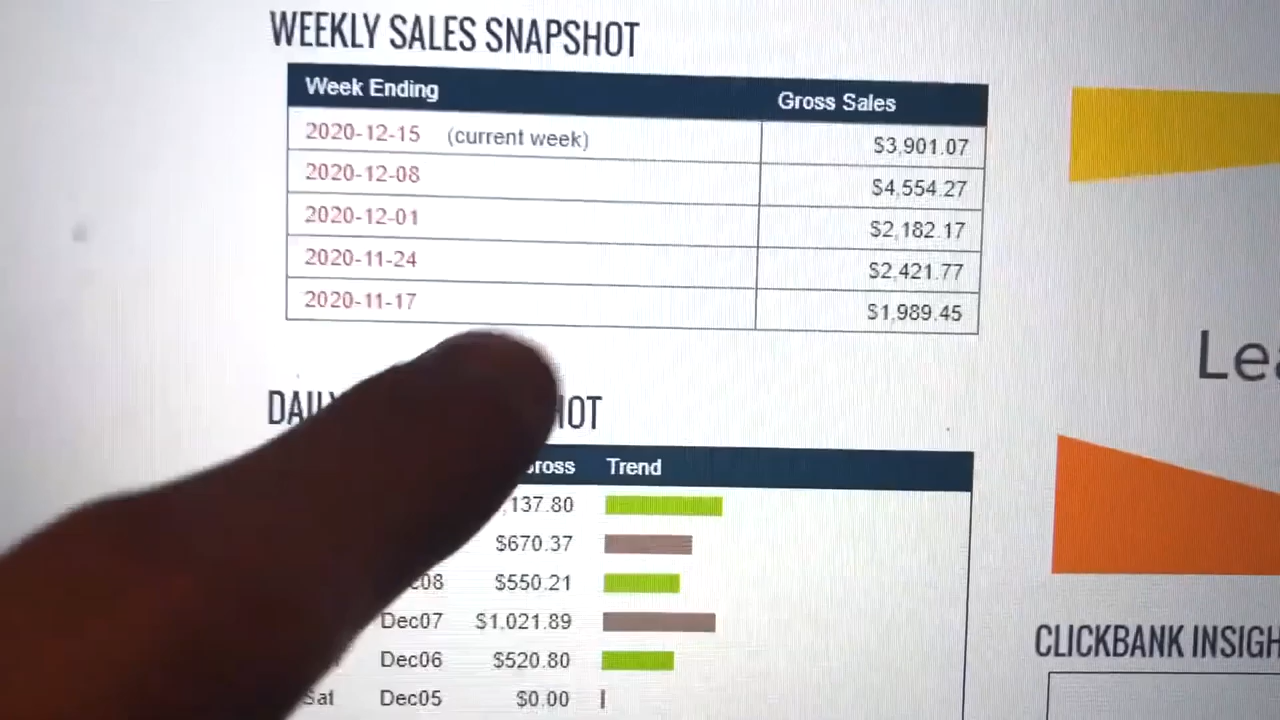 WEEKLY SALES SNAPSHOT
Week Ending Gross Sales
2020-12-15 (current week) $3,901.07
2020-12-08 $4,554.27
2020-12-01 $2,182.17
2020-11-24 $2,421.77
2020-11-17 $1,989.45
Trend
,137.80
$670.37
08 $550.21
Dec07 $1,021.89
Dec06 $520.80
Sat Dec05 $0.00
CLICKBANK